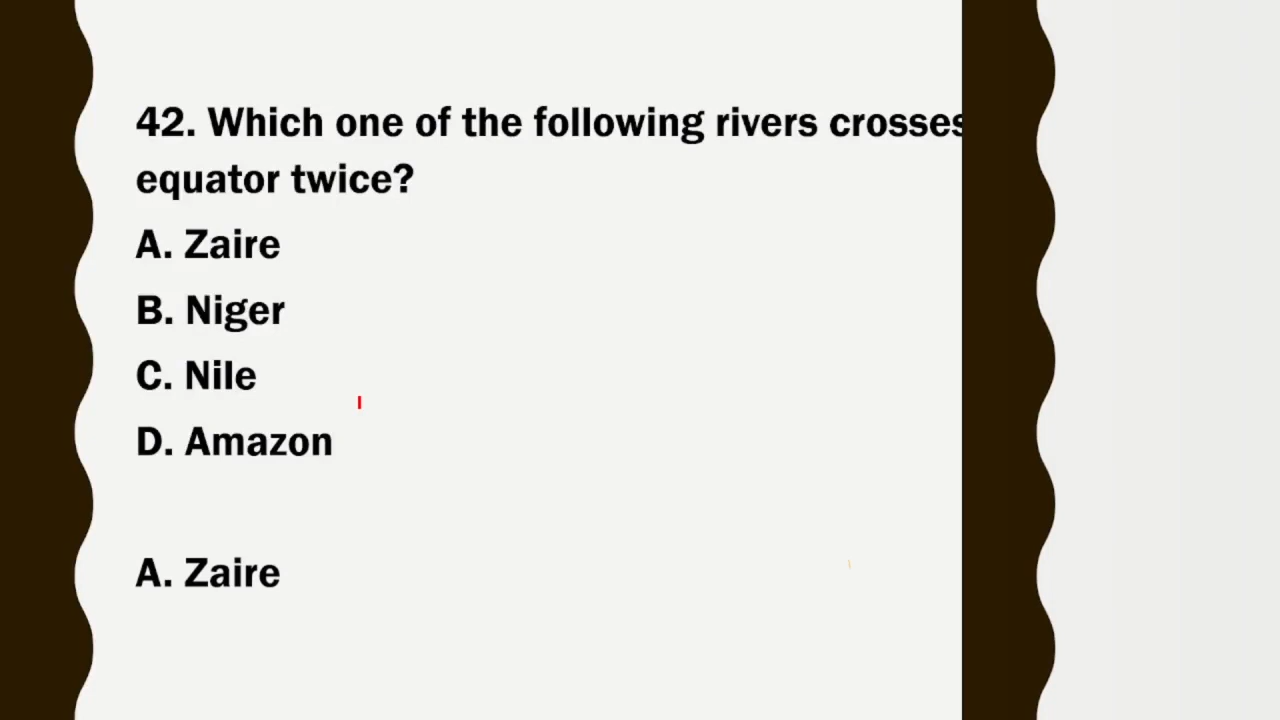 42. Which one of the following rivers crosses
equator twice?
A. Zaire
B. Niger
C. Nile
D. Amazon
A. Zaire